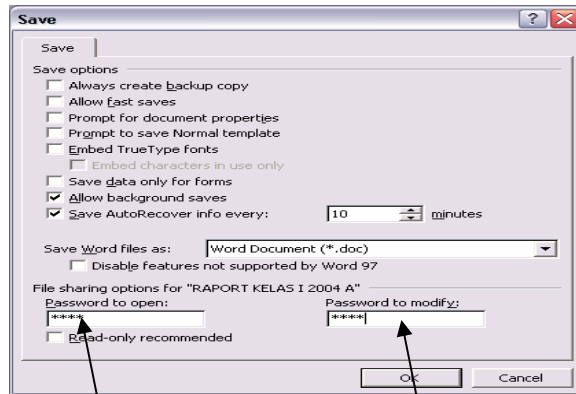 Save
Save
Save options
Always create backup copy
Allow fast saves
Prompt for document properties
Prompt to save Normal template
Embed TrueType fonts
Embed characters in use only
Save data only for forms
Allow background saves
Save AutoRecover info every: 10 minutes
Save Word files as: Word Document (*.doc)
Disable features not supported by Word 97
File sharing options for "RAPORT KELAS I 2004 A"
Password to open: Password to modify:
**** ****
Read-only recommended
OK Cancel